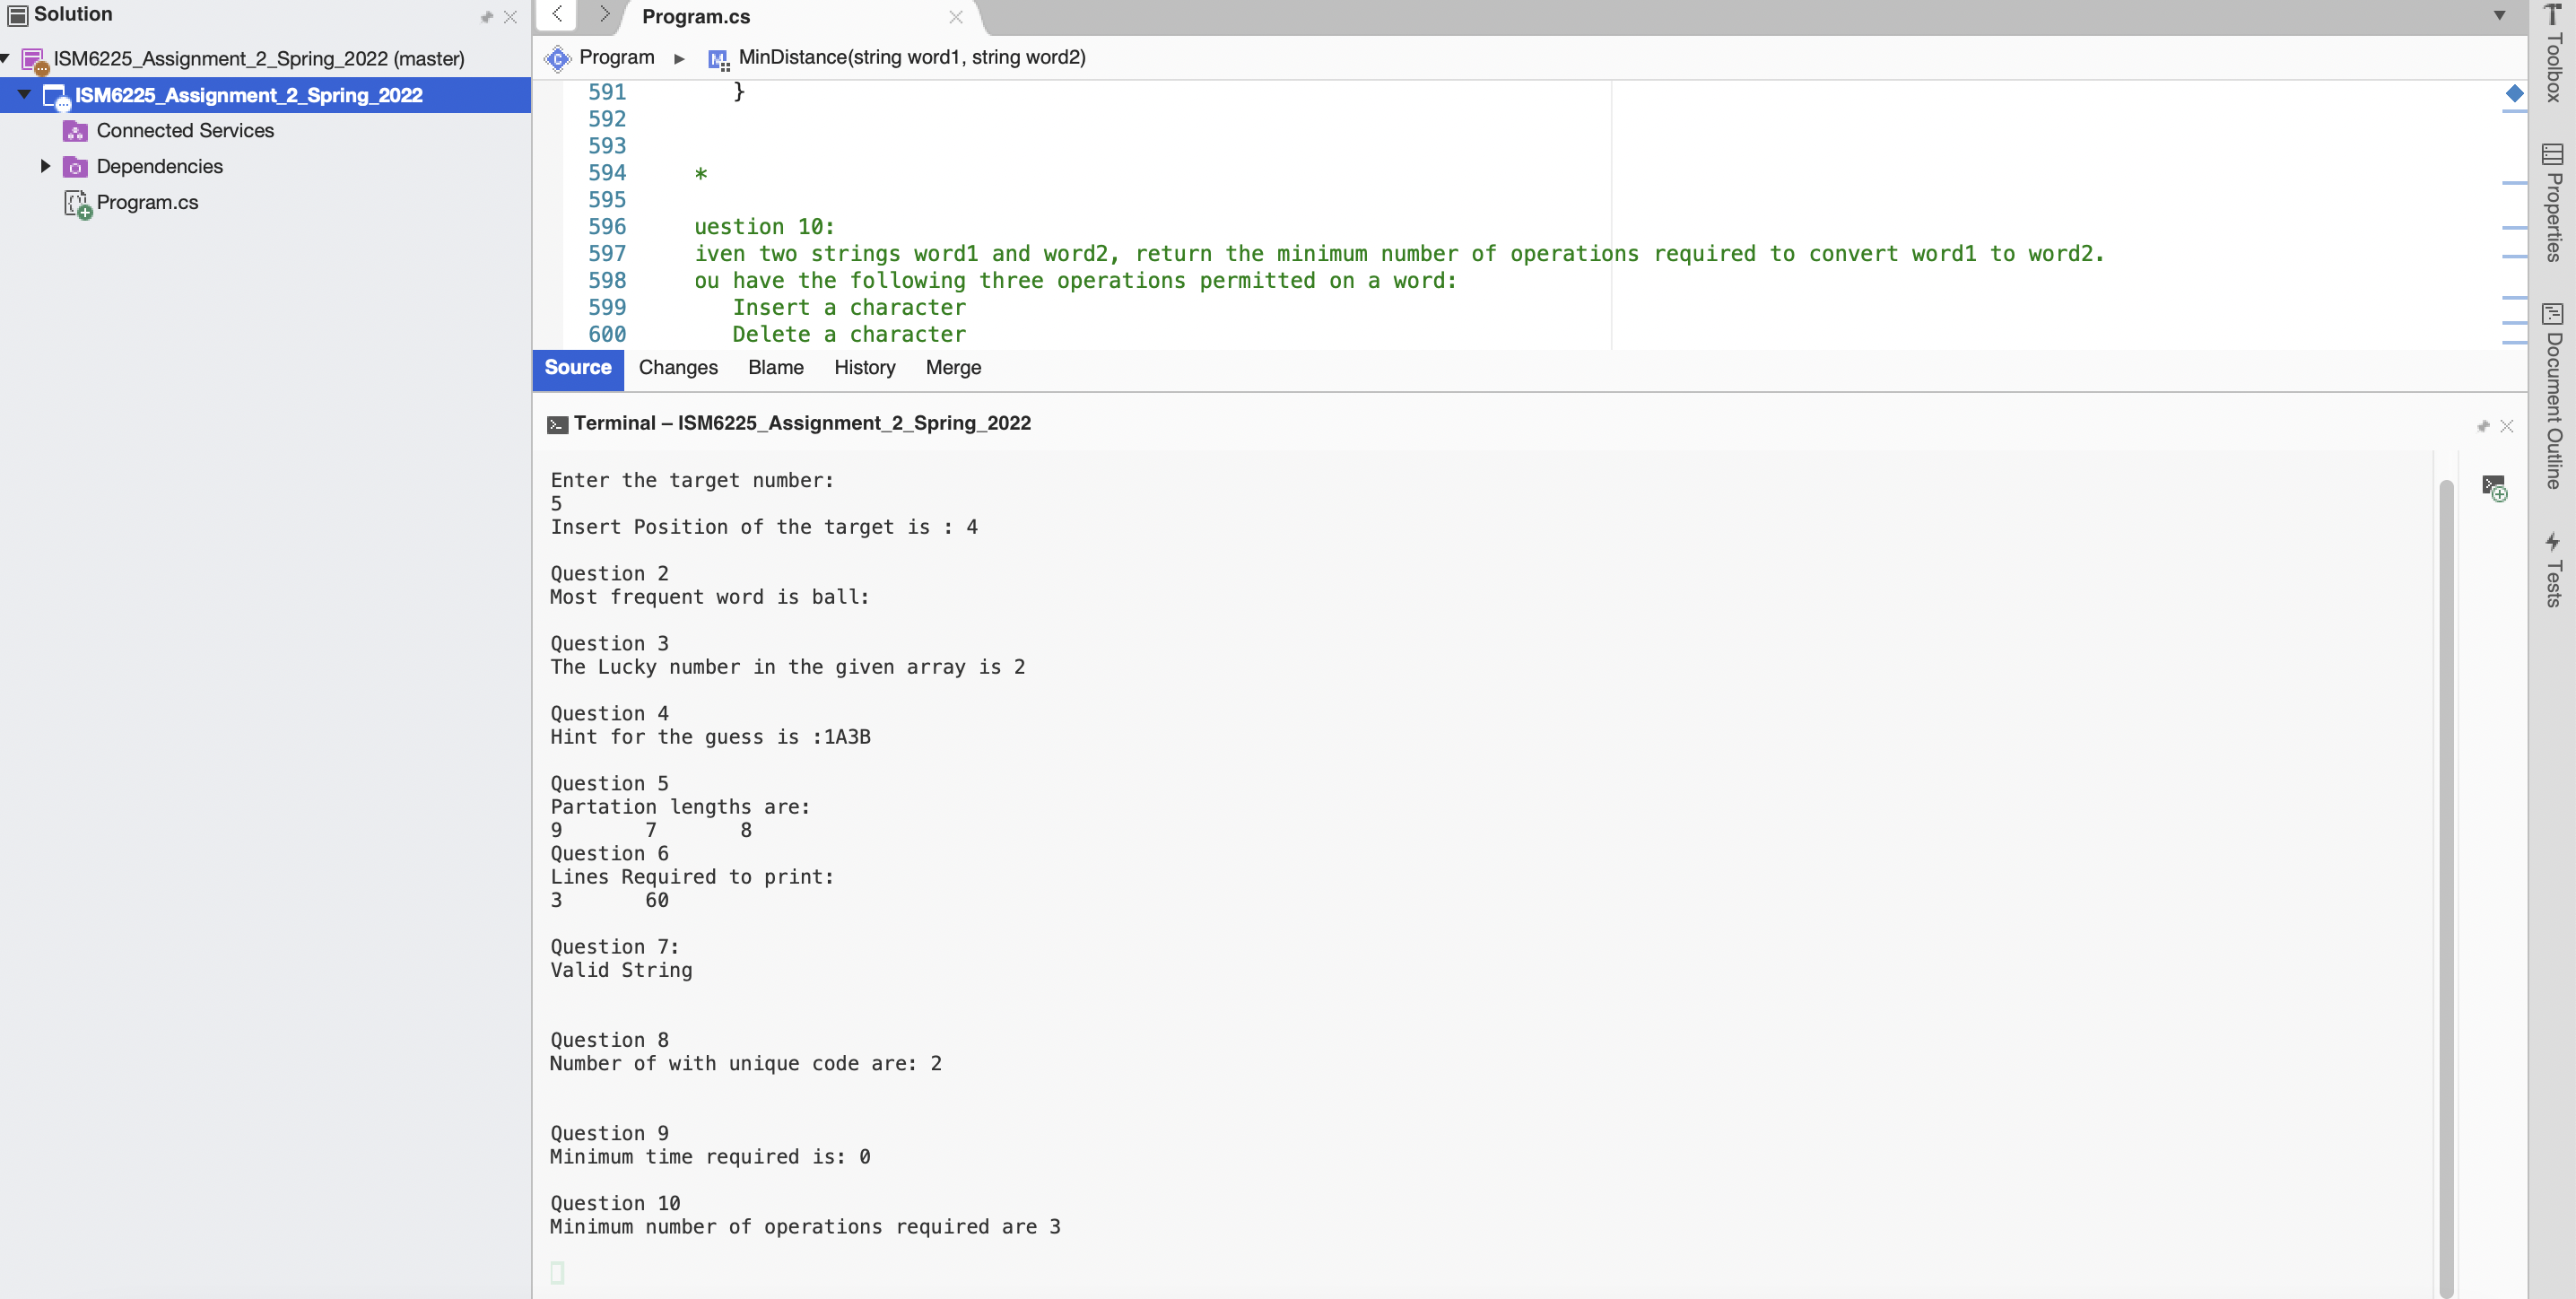 Solution
ISM6225_Assignment_2_Spring_2022 (master)
ISM6225_Assignment_2_Spring_2022
Connected Services
Dependencies
Program.cs
Program.cs
Program ▶ MinDistance(string word1, string word2)
591 }
592
593
594 *
595
596 uestion 10:
597 iven two strings word1 and word2, return the minimum number of operations required to convert word1 to word2.
598 ou have the following three operations permitted on a word:
599 Insert a character
600 Delete a character
Source Changes Blame History Merge
Terminal – ISM6225_Assignment_2_Spring_2022
Enter the target number:
5
Insert Position of the target is : 4
Question 2
Most frequent word is ball:
Question 3
The Lucky number in the given array is 2
Question 4
Hint for the guess is :1A3B
Question 5
Partation lengths are:
9 7 8
Question 6
Lines Required to print:
3 60
Question 7:
Valid String
Question 8
Number of with unique code are: 2
Question 9
Minimum time required is: 0
Question 10
Minimum number of operations required are 3
Toolbox
Properties
Document Outline
Tests